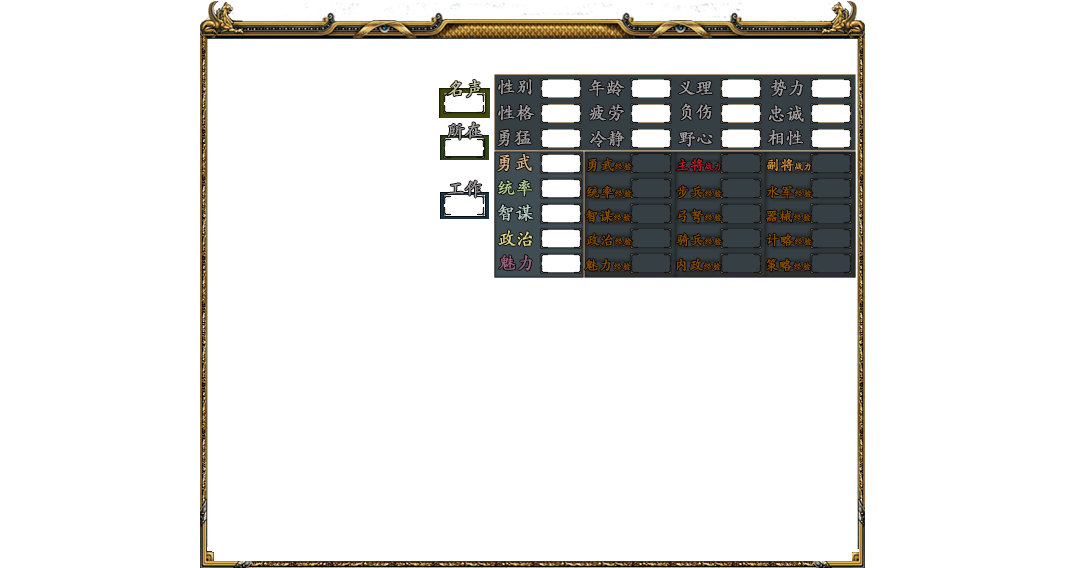 名声
所在
工作
性别 年龄 义理 势力
性格 疲劳 负伤 忠诚
勇猛 冷静 野心 相性
勇武 勇武经验 主将战力 副将战力
统率 统率经验 步兵经验 水军经验
智谋 智谋经验 弓弩经验 器械经验
政治 政治经验 骑兵经验 计略经验
魅力 魅力经验 内政经验 策略经验